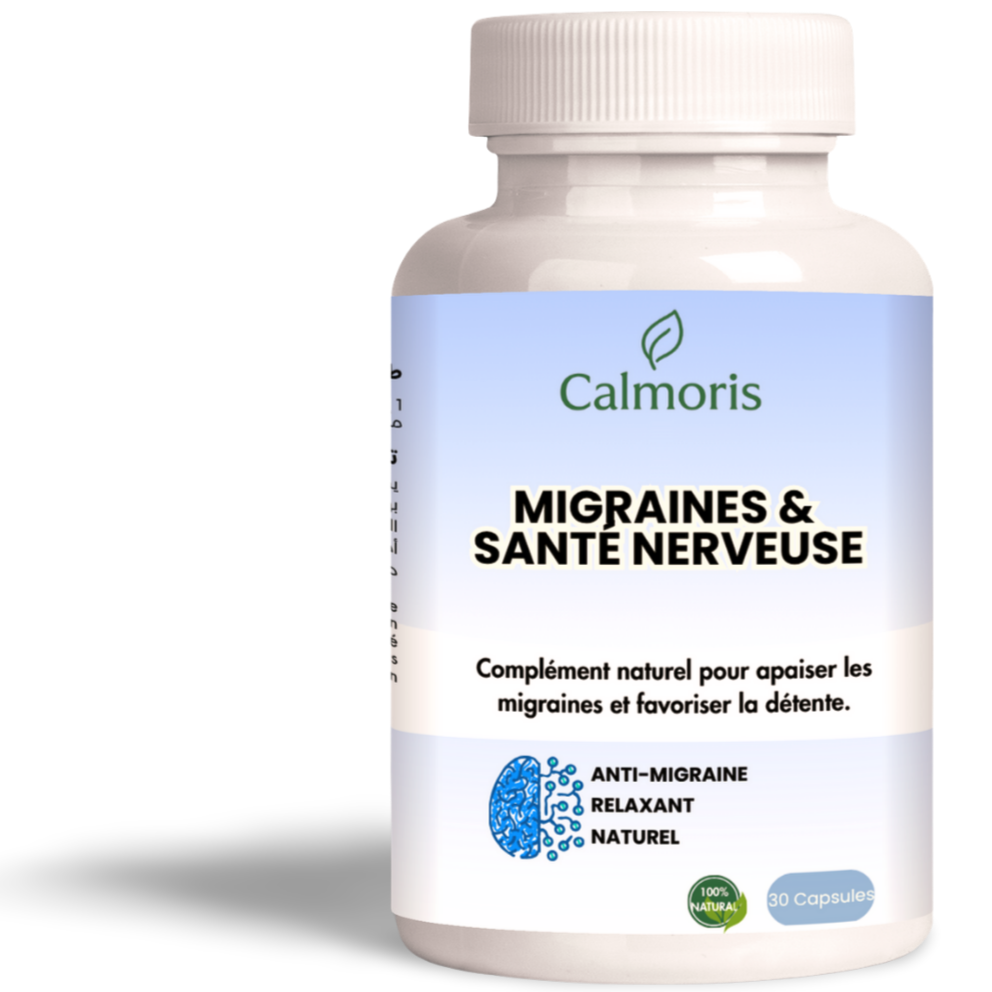 Calmoris
MIGRAINES &
SANTÉ NERVEUSE
Complément naturel pour apaiser les
migraines et favoriser la détente.
ANTI-MIGRAINE
RELAXANT
NATUREL
100%
NATURAL
30 Capsules